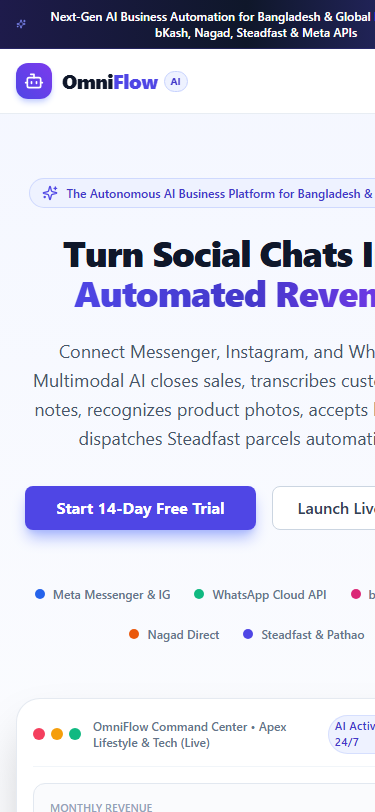 Next-Gen AI Business Automation for Bangladesh & Global
bKash, Nagad, Steadfast & Meta APIs
OmniFlow AI
The Autonomous AI Business Platform for Bangladesh &
Turn Social Chats I
Automated Reven
Connect Messenger, Instagram, and Wh
Multimodal AI closes sales, transcribes cust
notes, recognizes product photos, accepts
dispatches Steadfast parcels automati
Start 14-Day Free Trial
Launch Liv
Meta Messenger & IG
WhatsApp Cloud API
b
Nagad Direct
Steadfast & Pathao
OmniFlow Command Center • Apex
Lifestyle & Tech (Live)
AI Activ
24/7
MONTHLY REVENUE